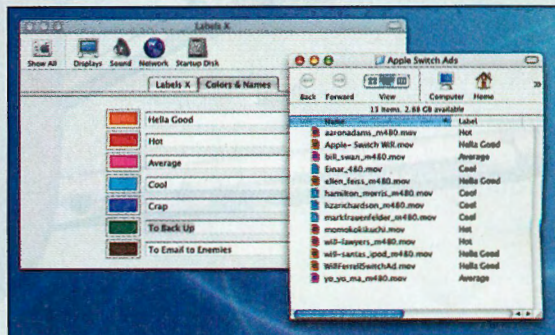 Labels X
Show All
Displays
Sound
Network
Startup Disk
Labels X
Colors & Names
Hella Good
Hot
Average
Cool
Crap
To Back Up
To Email to Enemies
Apple Switch Ads
Back
Forward
View
Computer
Home
13 items, 2.88 GB available
Name
Label
aaronadams_m480.mov Hot
Apple- Switch Will.mov Hella Good
bill_swan_m480.mov Average
Einar_480.mov Cool
ellen_feiss_m480.mov Hella Good
hamilton_morris_m480.mov Cool
lizarichardson_m480.mov Cool
markfrauenfelder_m480.mov Cool
momokokikuchi.mov Hot
will-lawyers_m480.mov Hot
will-santas_ipod_m480.mov Hella Good
WillFerrellSwitchAd.mov Hella Good
yo_yo_ma_m480.mov Average